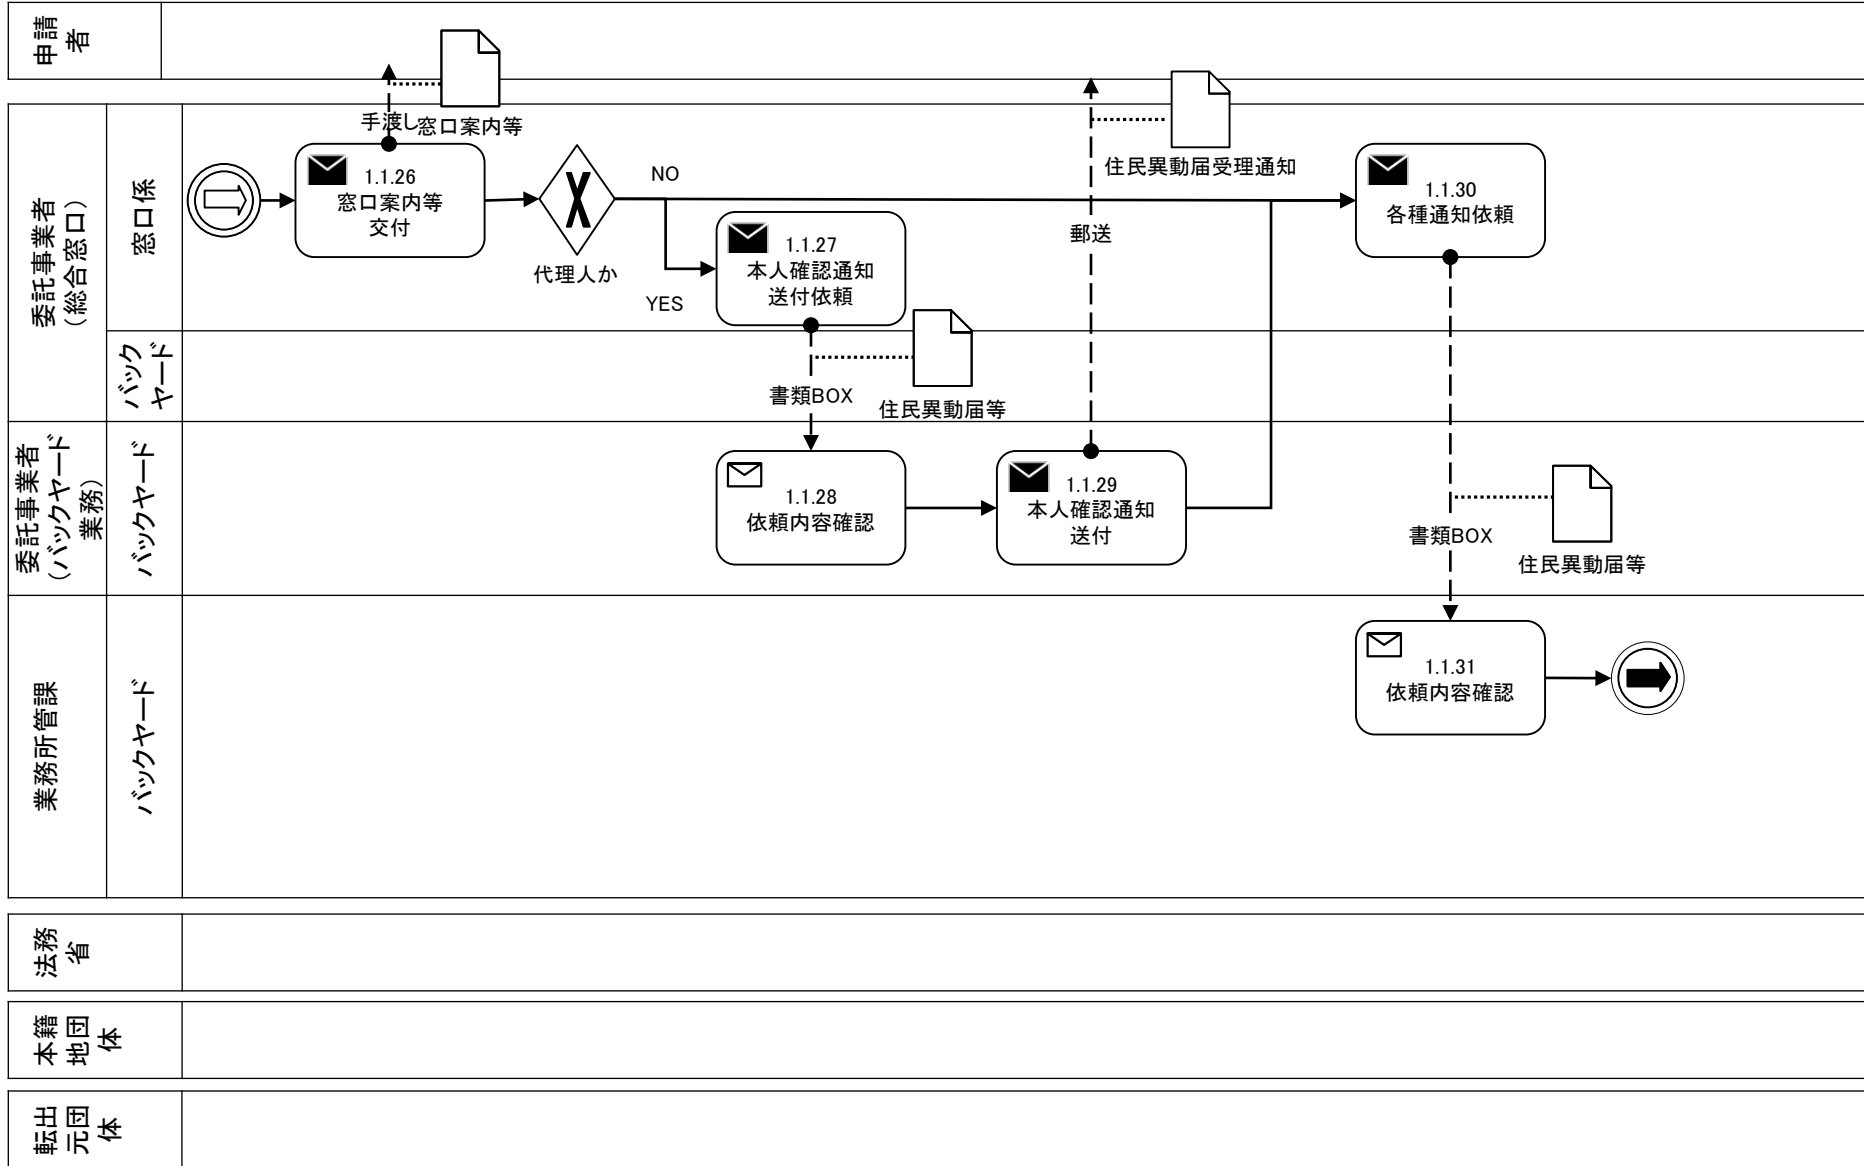 申請
者
手渡し
窓口案内等
委託事業者
（総合窓口）
窓口係
1.1.26
窓口案内等
交付
代理人か
NO
YES
1.1.27
本人確認通知
送付依頼
郵送
住民異動届受理通知
1.1.30
各種通知依頼
バック
ヤード
書類BOX
住民異動届等
委託事業者
（バックヤード
業務）
バックヤード
1.1.28
依頼内容確認
1.1.29
本人確認通知
送付
書類BOX
住民異動届等
業務所管課
バックヤード
1.1.31
依頼内容確認
法務
省
本籍
地団
体
転出
元団
体